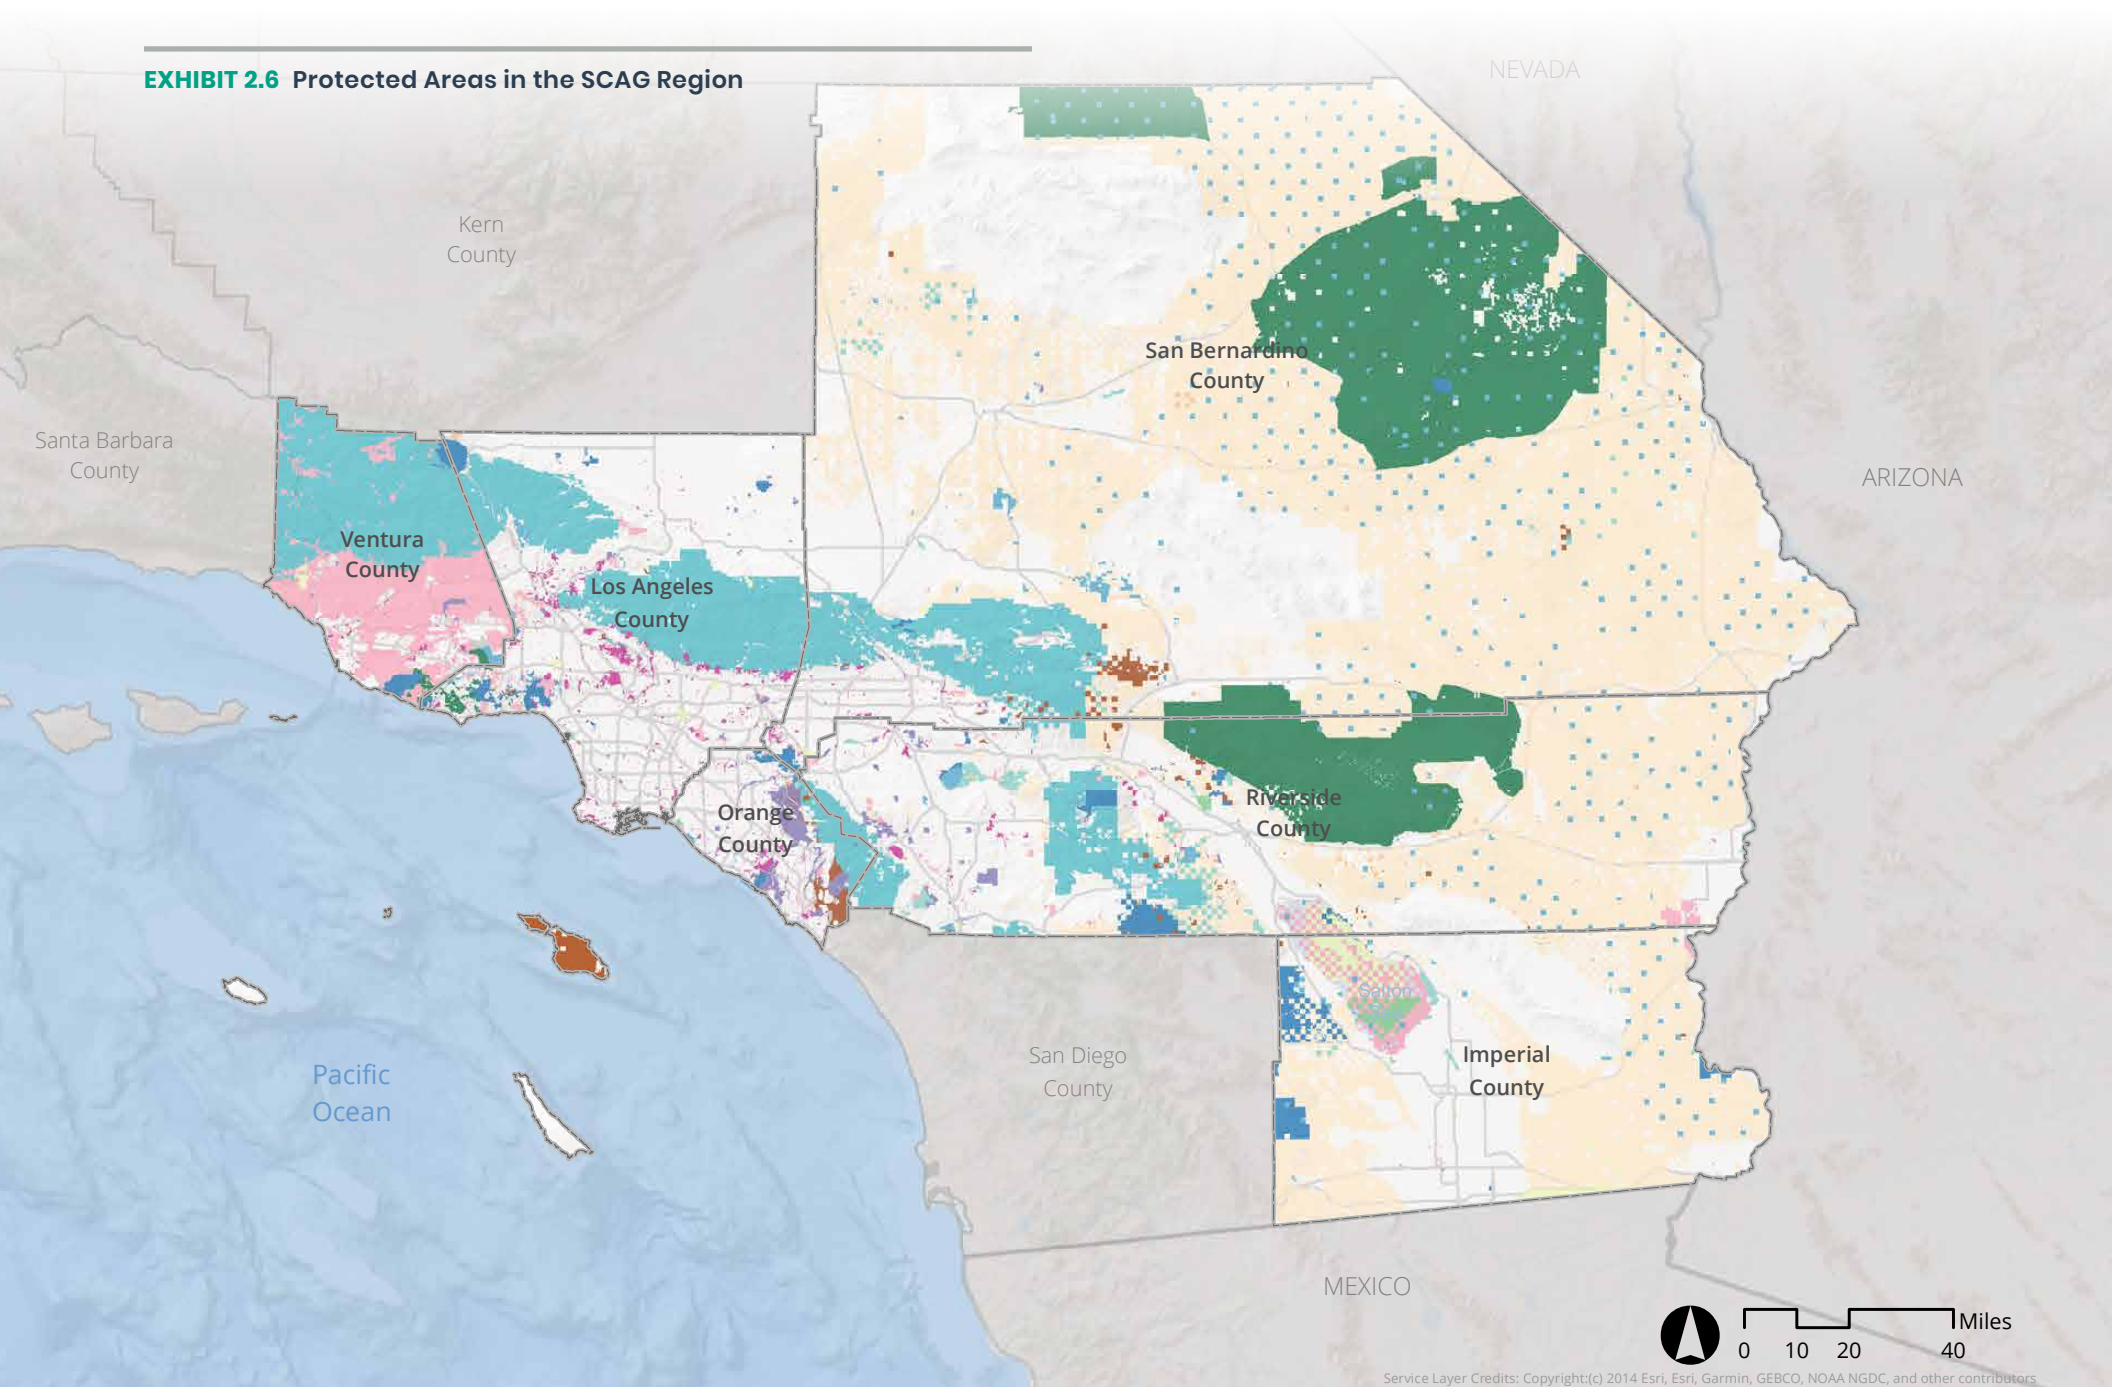 EXHIBIT 2.6 Protected Areas in the SCAG Region
NEVADA
Kern
County
San Bernardino
County
Santa Barbara
County
ARIZONA
Ventura
County
Los Angeles
County
Orange
County
Riverside
County
Salton
San Diego
County
Imperial
County
Pacific
Ocean
MEXICO
Miles
0 10 20 40
Service Layer Credits: Copyright:(c) 2014 Esri, Esri, Garmin, GEBCO, NOAA NGDC, and other contributors